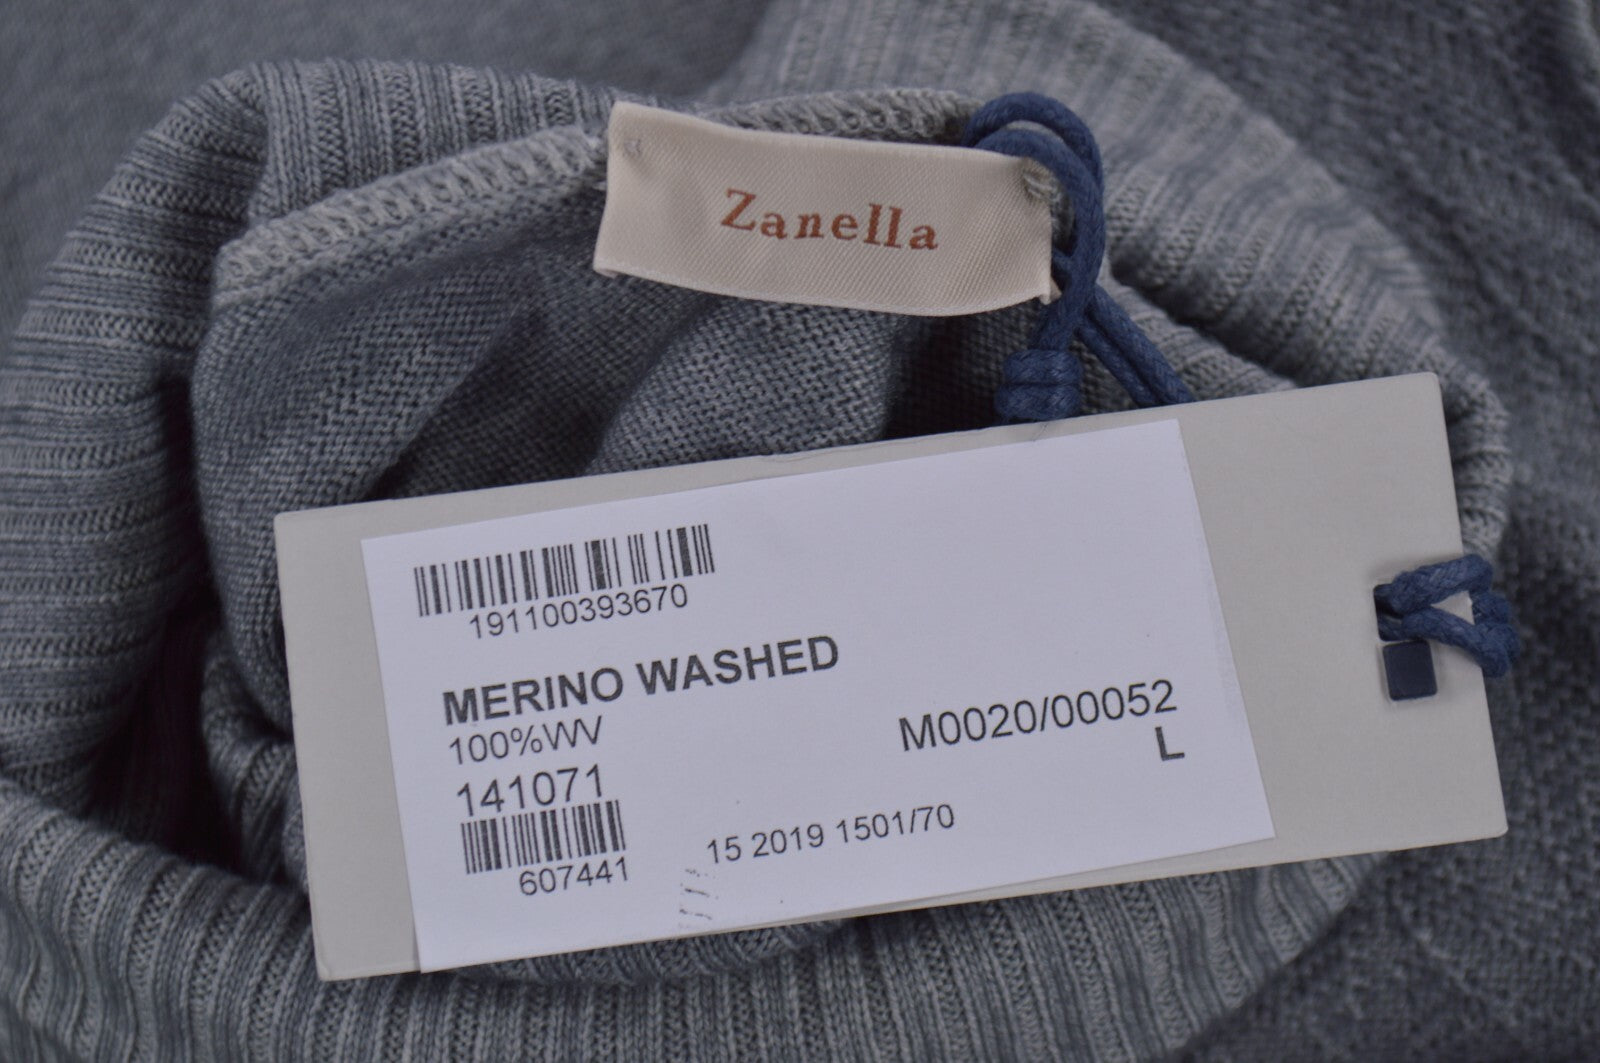 Zanella
191100393670
MERINO WASHED
100%WV
M0020/00052
141071
L
607441
15 2019 1501/70